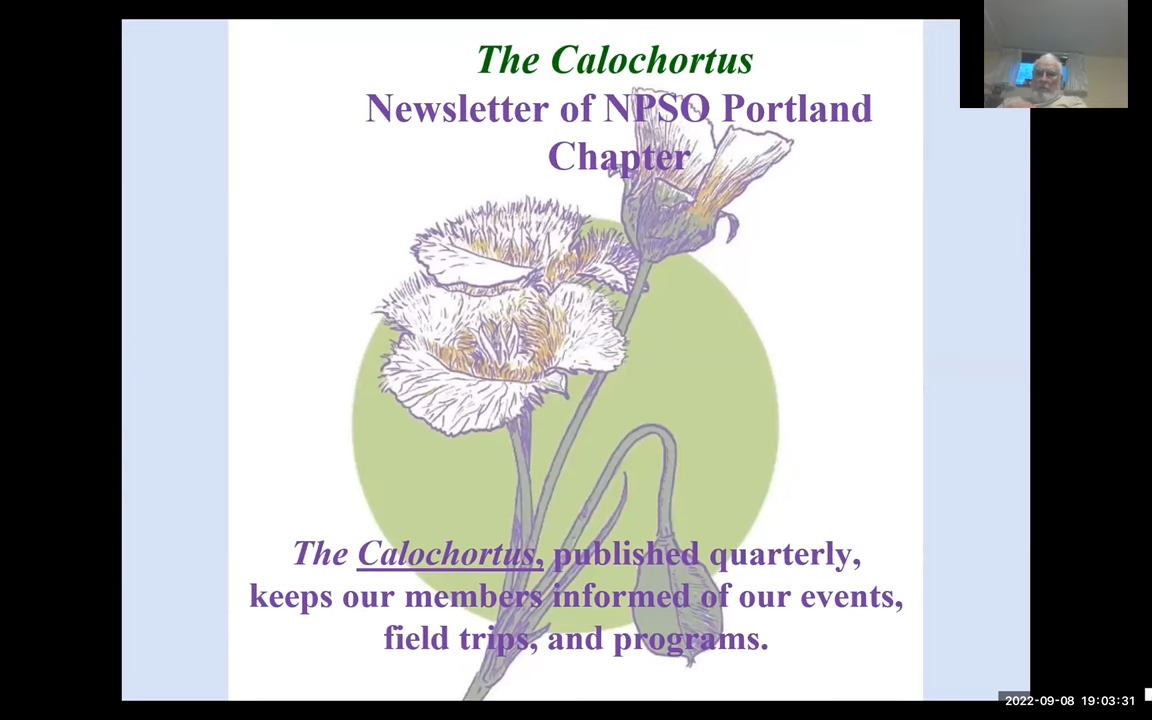 The Calochortus
Newsletter of NPSO Portland
Chapter
The Calochortus, published quarterly,
keeps our members informed of our events,
field trips, and programs.
2022-09-08 19:03:31